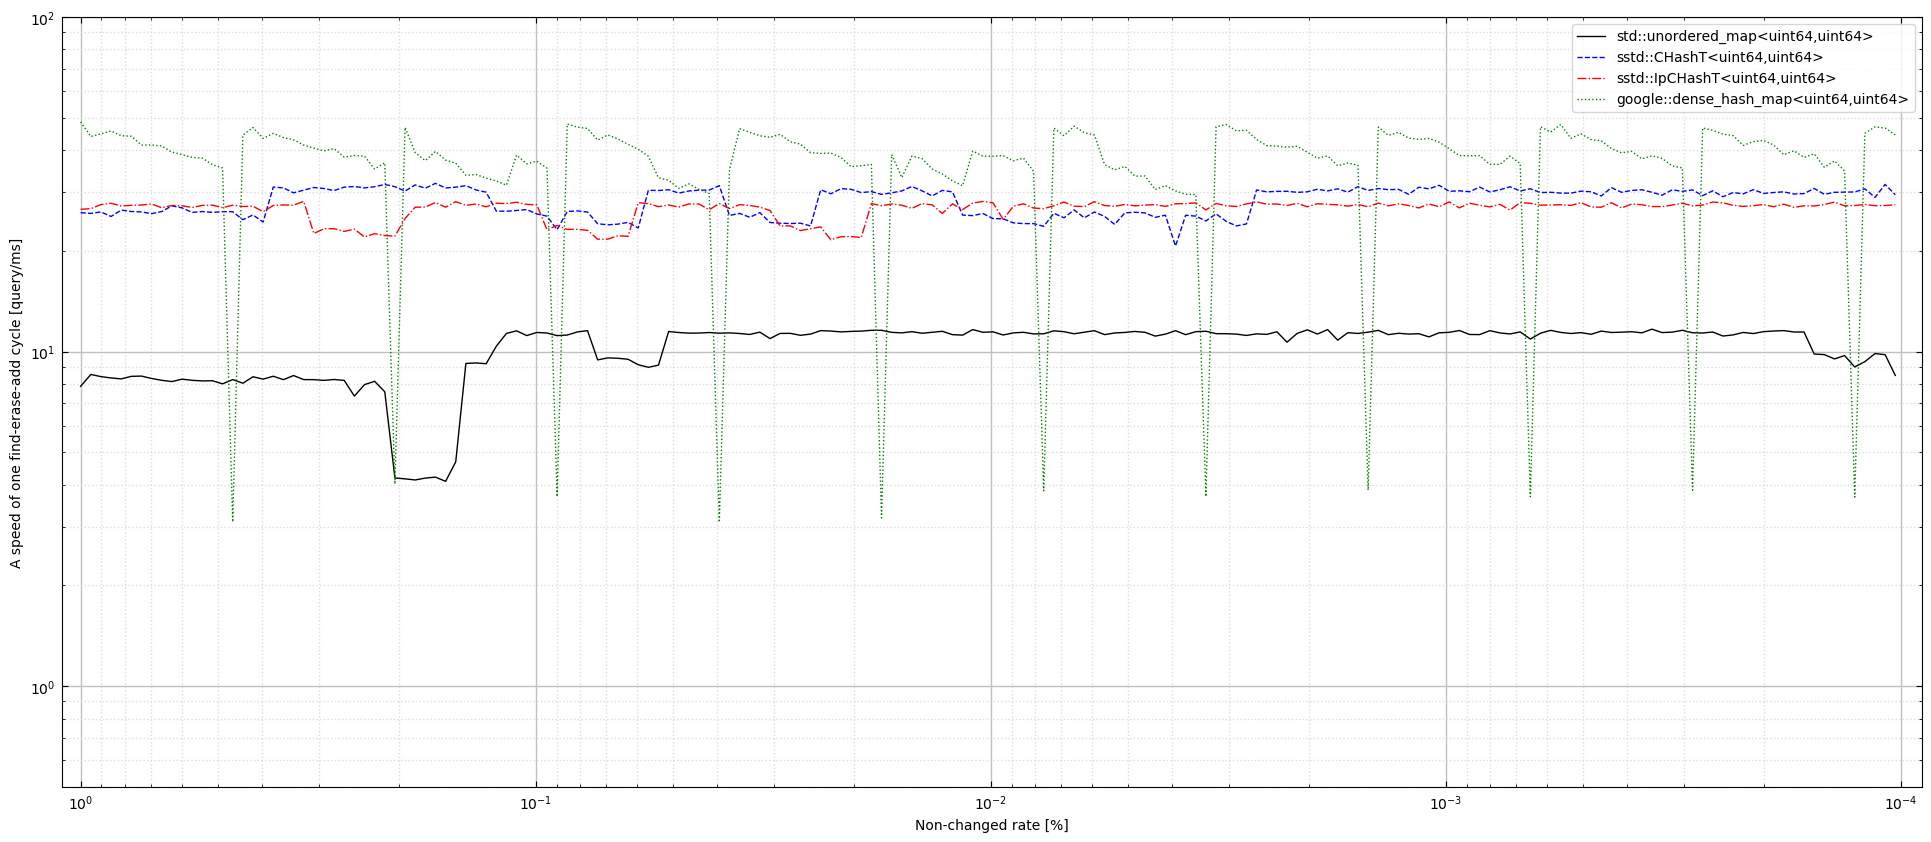 10²
10¹
10⁰
A speed of one find-erase-add cycle [query/ms]
std::unordered_map<uint64,uint64>
sstd::CHashT<uint64,uint64>
sstd::IpCHashT<uint64,uint64>
google::dense_hash_map<uint64,uint64>
10⁰ 10⁻¹ 10⁻² 10⁻³ 10⁻⁴
Non-changed rate [%]